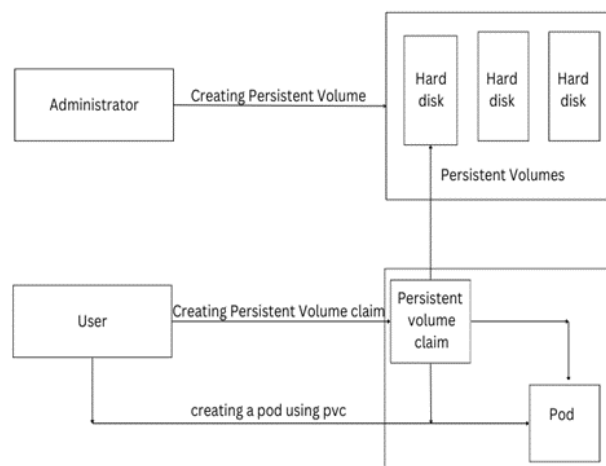 Administrator
Creating Persistent Volume
Hard
disk
Hard
disk
Hard
disk
Persistent Volumes
User
Creating Persistent Volume claim
Persistent
volume
claim
creating a pod using pvc
Pod